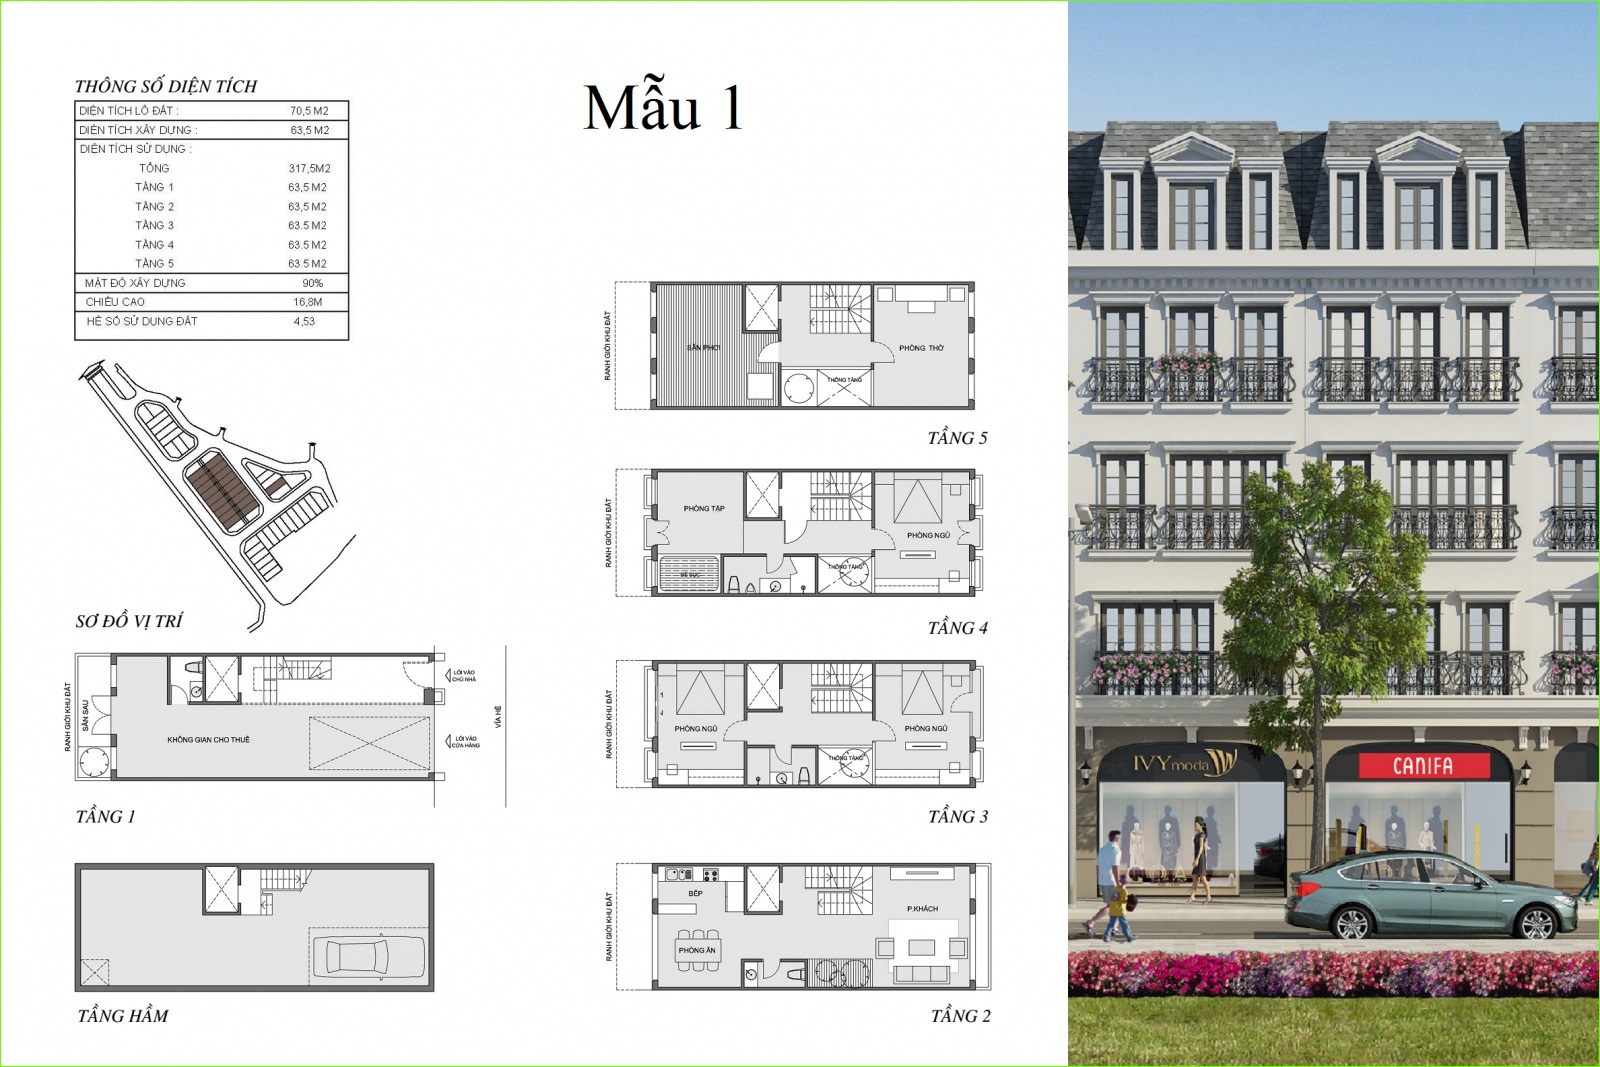 THÔNG SỐ DIỆN TÍCH
DIỆN TÍCH LÔ ĐẤT : 70,5 M2
DIỆN TÍCH XÂY DỰNG : 63,5 M2
DIỆN TÍCH SỬ DỤNG :
TỔNG 317,5M2
TẦNG 1 63,5 M2
TẦNG 2 63,5 M2
TẦNG 3 63.5 M2
TẦNG 4 63.5 M2
TẦNG 5 63.5 M2
MẬT ĐỘ XÂY DỰNG 90%
CHIỀU CAO 16,8M
HỆ SỐ SỬ DỤNG ĐẤT 4,53
Mẫu 1
SƠ ĐỒ VỊ TRÍ
RANH GIỚI KHU ĐẤT
SÂN SAU
KHÔNG GIAN CHO THUÊ
LỐI VÀO
CHỦ NHÀ
LỐI VÀO
CỬA HÀNG
VỈA HÈ
TẦNG 1
TẦNG HẦM
RANH GIỚI KHU ĐẤT
SÂN PHƠI
THÔNG TẦNG
PHÒNG THỜ
TẦNG 5
RANH GIỚI KHU ĐẤT
PHÒNG TẬP
BỂ SỤC
THÔNG TẦNG
PHÒNG NGỦ
TẦNG 4
RANH GIỚI KHU ĐẤT
PHÒNG NGỦ
THÔNG TẦNG
PHÒNG NGỦ
TẦNG 3
RANH GIỚI KHU ĐẤT
BẾP
PHÒNG ĂN
P.KHÁCH
TẦNG 2
IVY moda
CANIFA